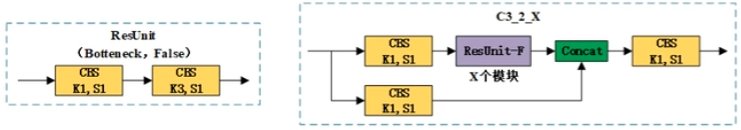 ResUnit
（Botteneck，False）
CBS
K1,S1
CBS
K3,S1
C3_2_X
CBS
K1,S1
ResUnit-F
X个模块
Concat
CBS
K1,S1
CBS
K1,S1